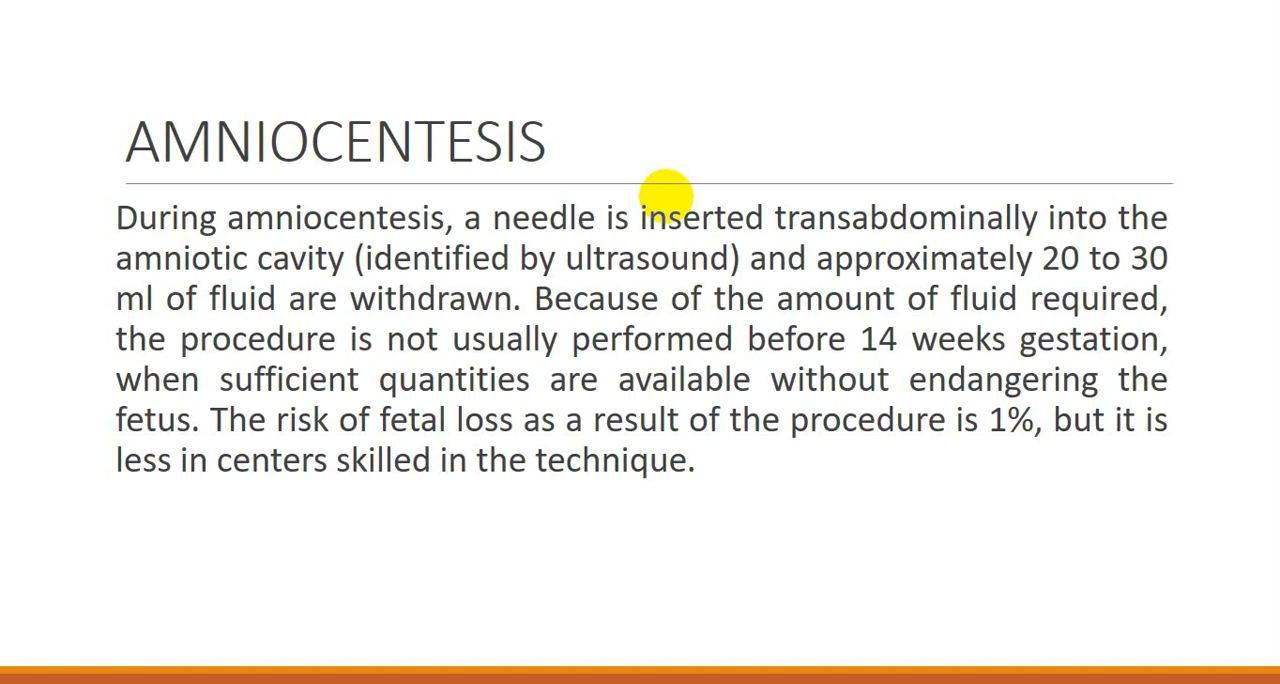 AMNIOCENTESIS
During amniocentesis, a needle is inserted transabdominally into the
amniotic cavity (identified by ultrasound) and approximately 20 to 30
ml of fluid are withdrawn. Because of the amount of fluid required,
the procedure is not usually performed before 14 weeks gestation,
when sufficient quantities are available without endangering the
fetus. The risk of fetal loss as a result of the procedure is 1%, but it is
less in centers skilled in the technique.